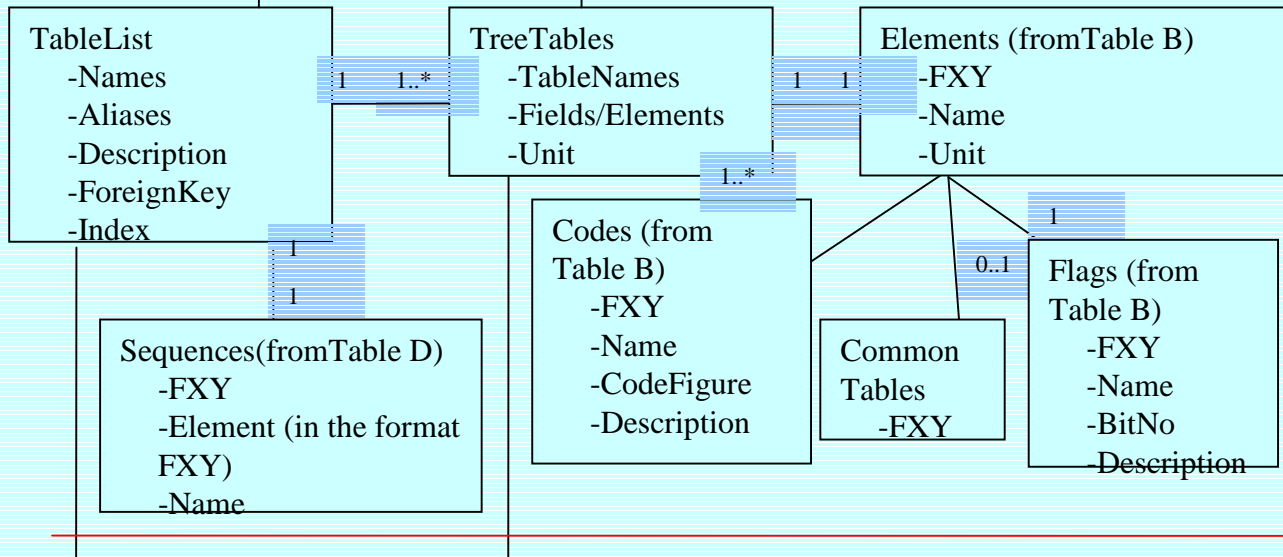 TableList
-Names
-Aliases
-Description
-ForeignKey
-Index
1 1..*
TreeTables
-TableNames
-Fields/Elements
-Unit
1 1
Elements (fromTable B)
-FXY
-Name
-Unit
1
1
Sequences(fromTable D)
-FXY
-Element (in the format
FXY)
-Name
1..*
Codes (from
Table B)
-FXY
-Name
-CodeFigure
-Description
Common
Tables
-FXY
1
0..1
Flags (from
Table B)
-FXY
-Name
-BitNo
-Description